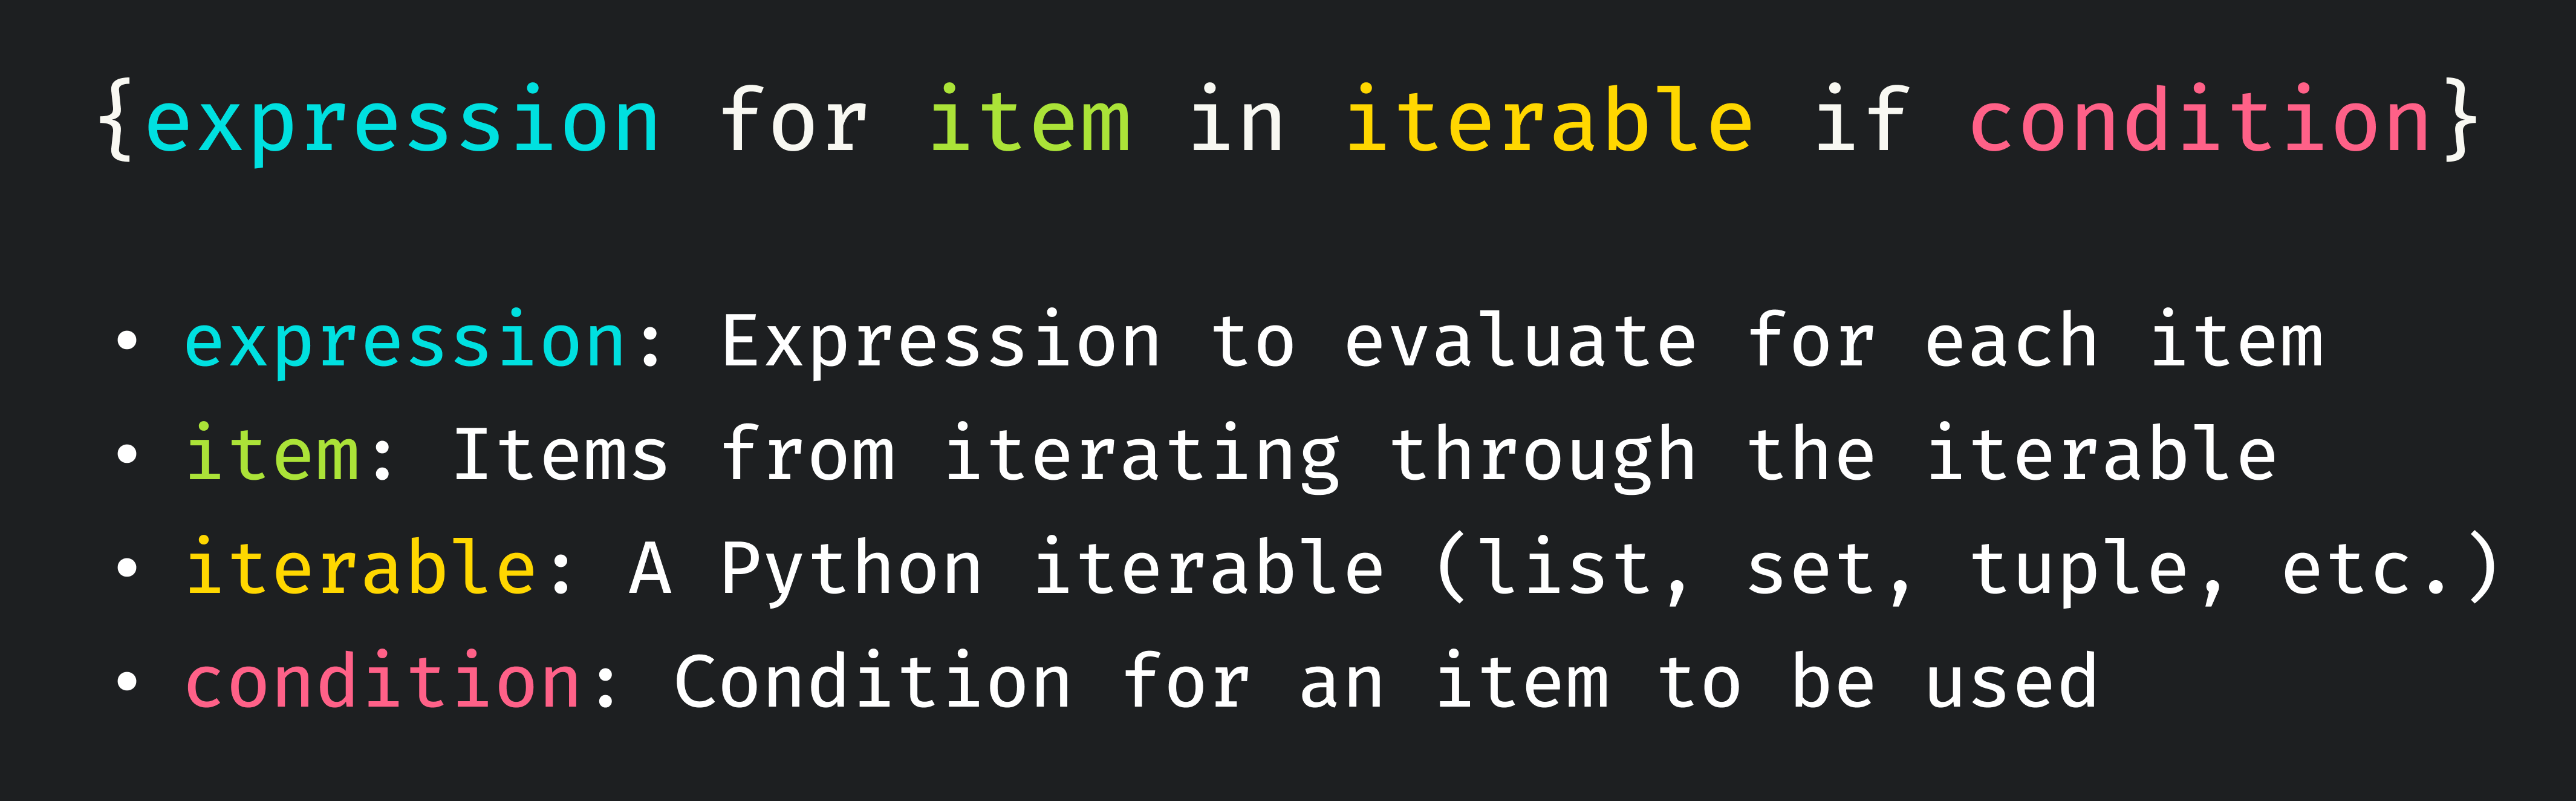 {expression for item in iterable if condition}
• expression: Expression to evaluate for each item
• item: Items from iterating through the iterable
• iterable: A Python iterable (list, set, tuple, etc.)
• condition: Condition for an item to be used